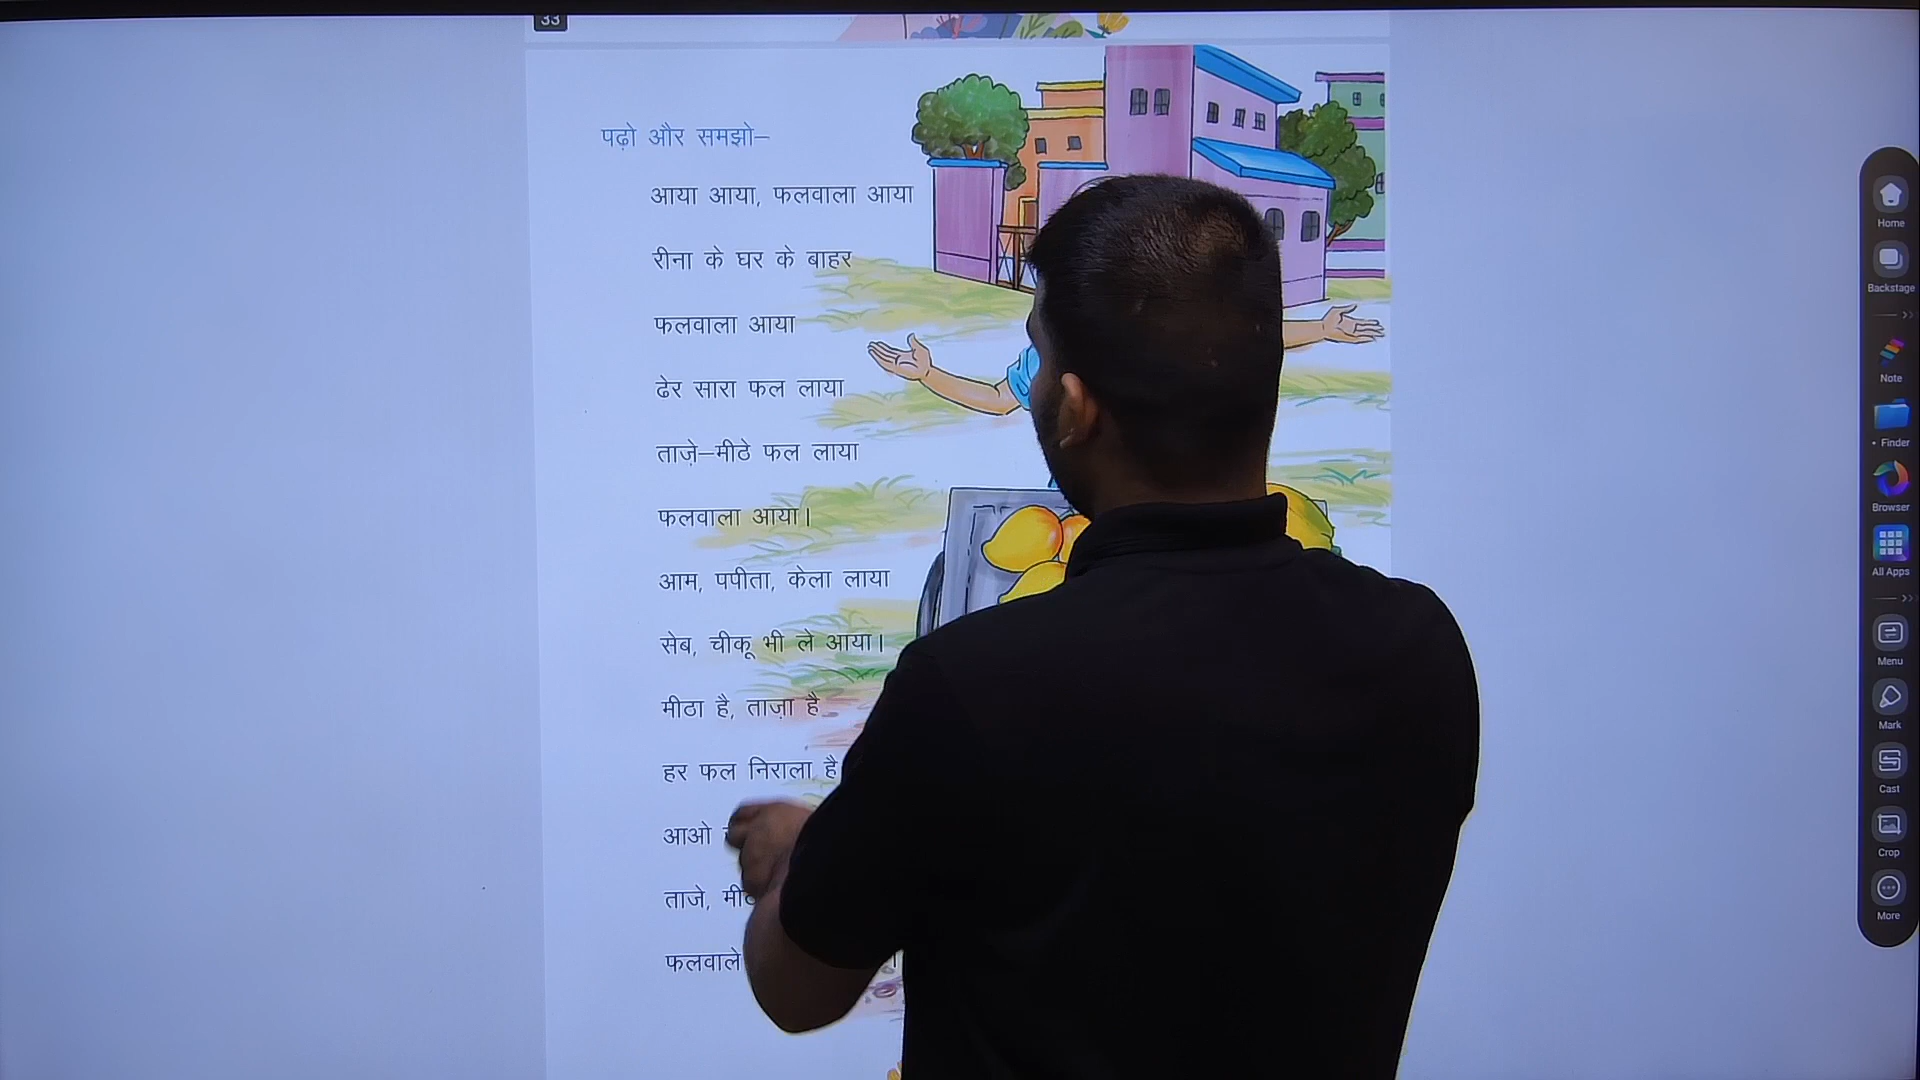 33
पढ़ो और समझो–
आया आया, फलवाला आया
रीना के घर के बाहर
फलवाला आया
ढेर सारा फल लाया
ताज़े–मीठे फल लाया
फलवाला आया।
आम, पपीता, केला लाया
सेब, चीकू भी ले आया।
मीठा है, ताज़ा है
हर फल निराला है
आओ
ताजे,
फलवाले
Home
Backstage
Note
Finder
Browser
All Apps
Menu
Mark
Cast
Crop
More